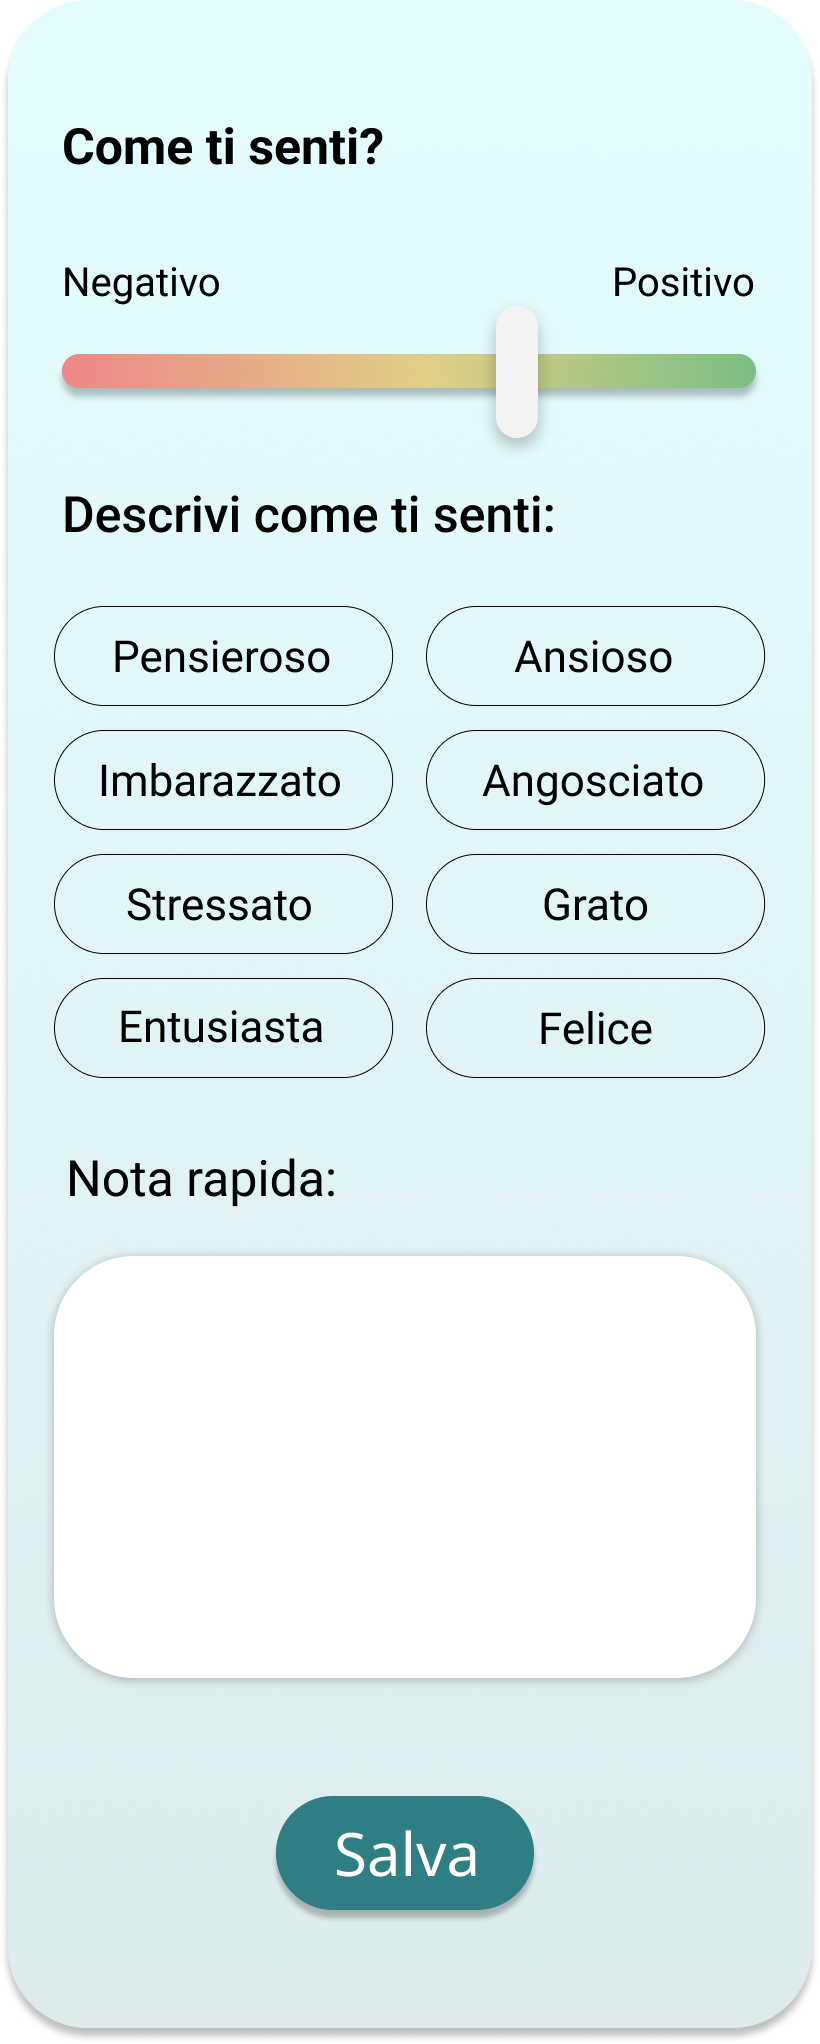 Come ti senti?
Negativo
Positivo
Descrivi come ti senti:
Pensieroso
Ansioso
Imbarazzato
Angosciato
Stressato
Grato
Entusiasta
Felice
Nota rapida:
Salva